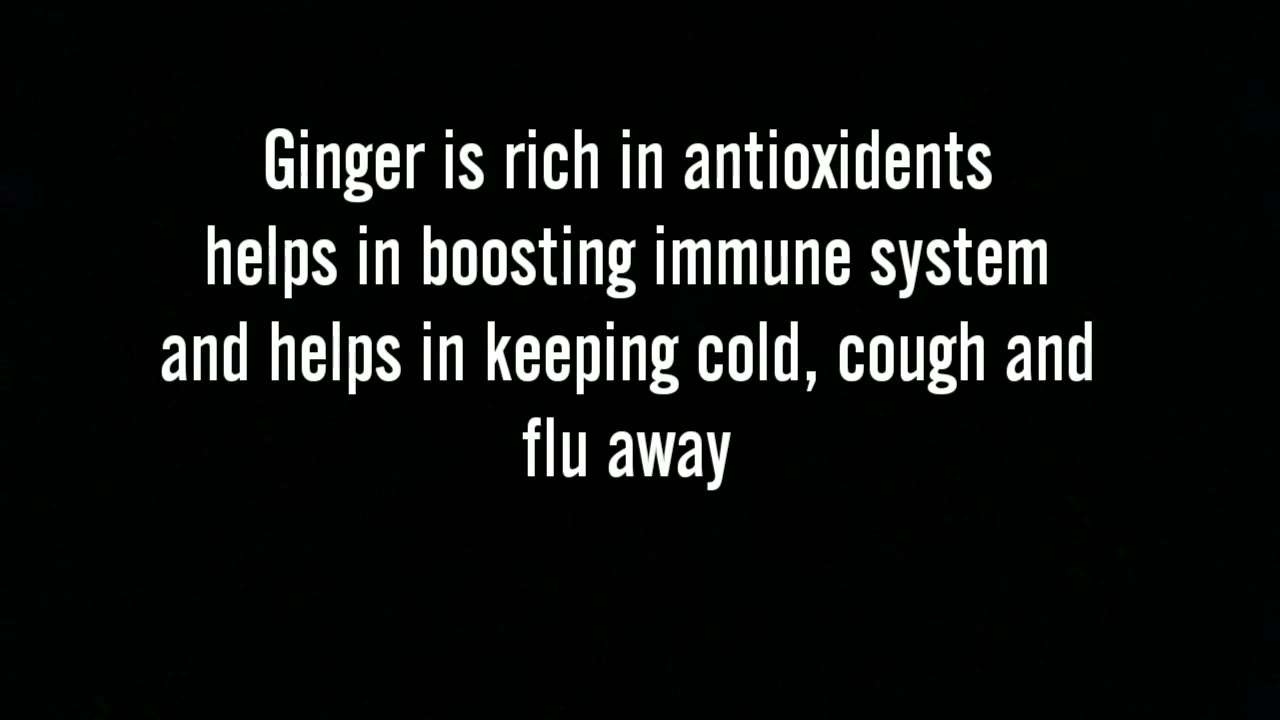 Ginger is rich in antioxidents
helps in boosting immune system
and helps in keeping cold, cough and
flu away